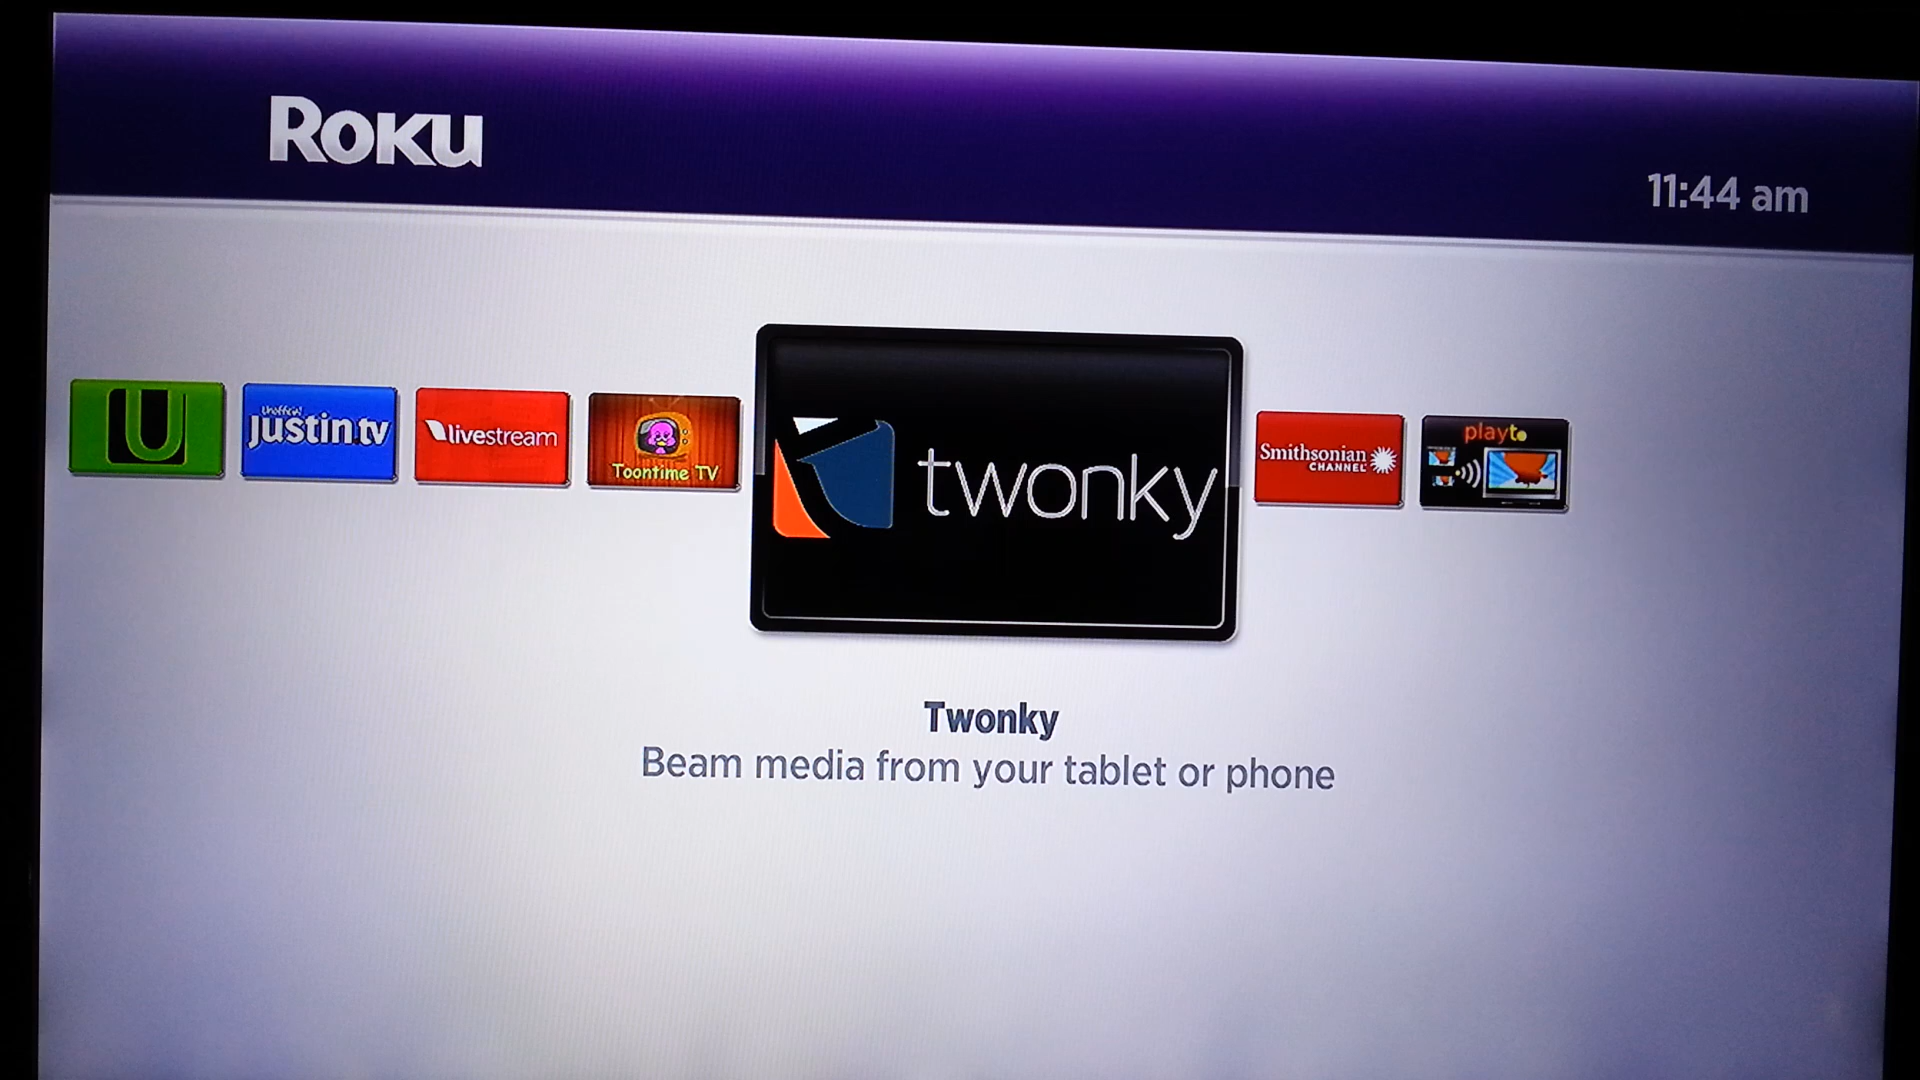 Roku
11:44 am
U
Unofficial
justin.tv
livestream
Toontime TV
twonky
Smithsonian
CHANNEL
playto
Twonky
Beam media from your tablet or phone